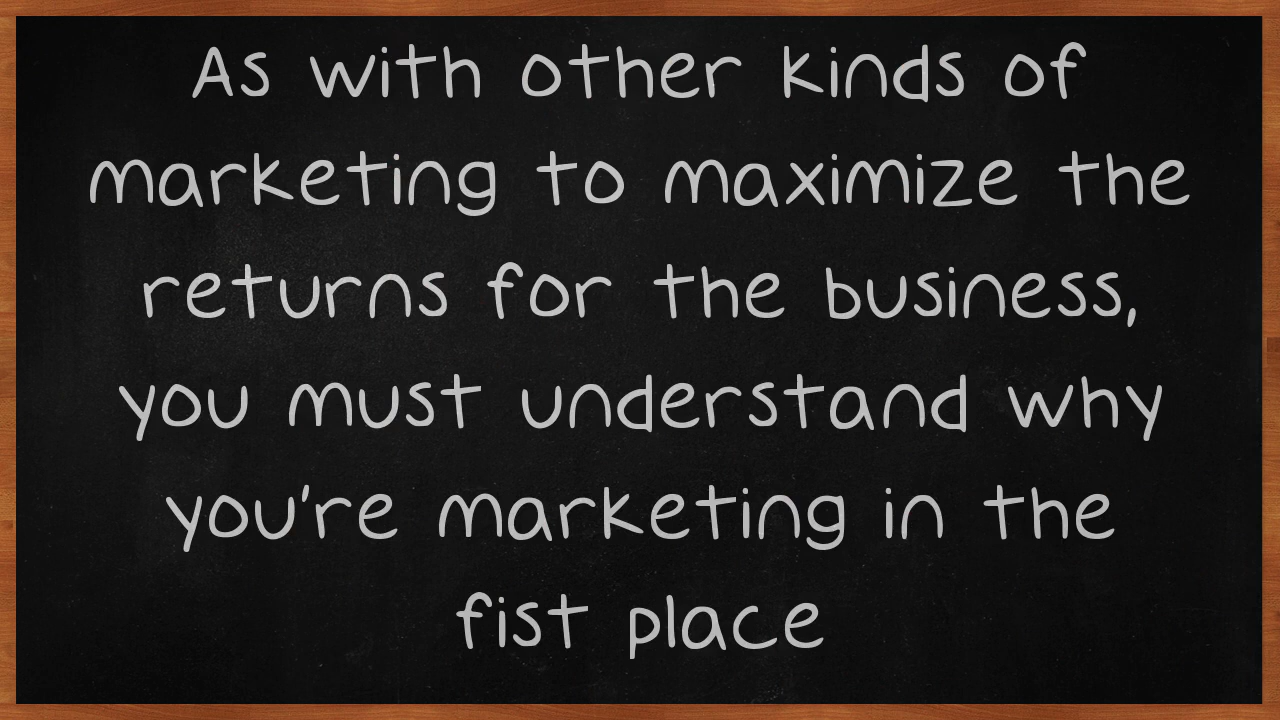 As with other kinds of
marketing to maximize the
returns for the business,
you must understand why
you're marketing in the
fist place